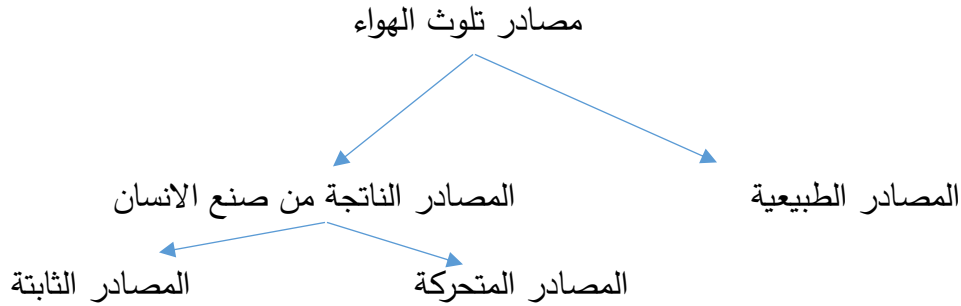 مصادر تلوث الهواء
المصادر الطبيعية
المصادر الناتجة من صنع الانسان
المصادر المتحركة
المصادر الثابتة